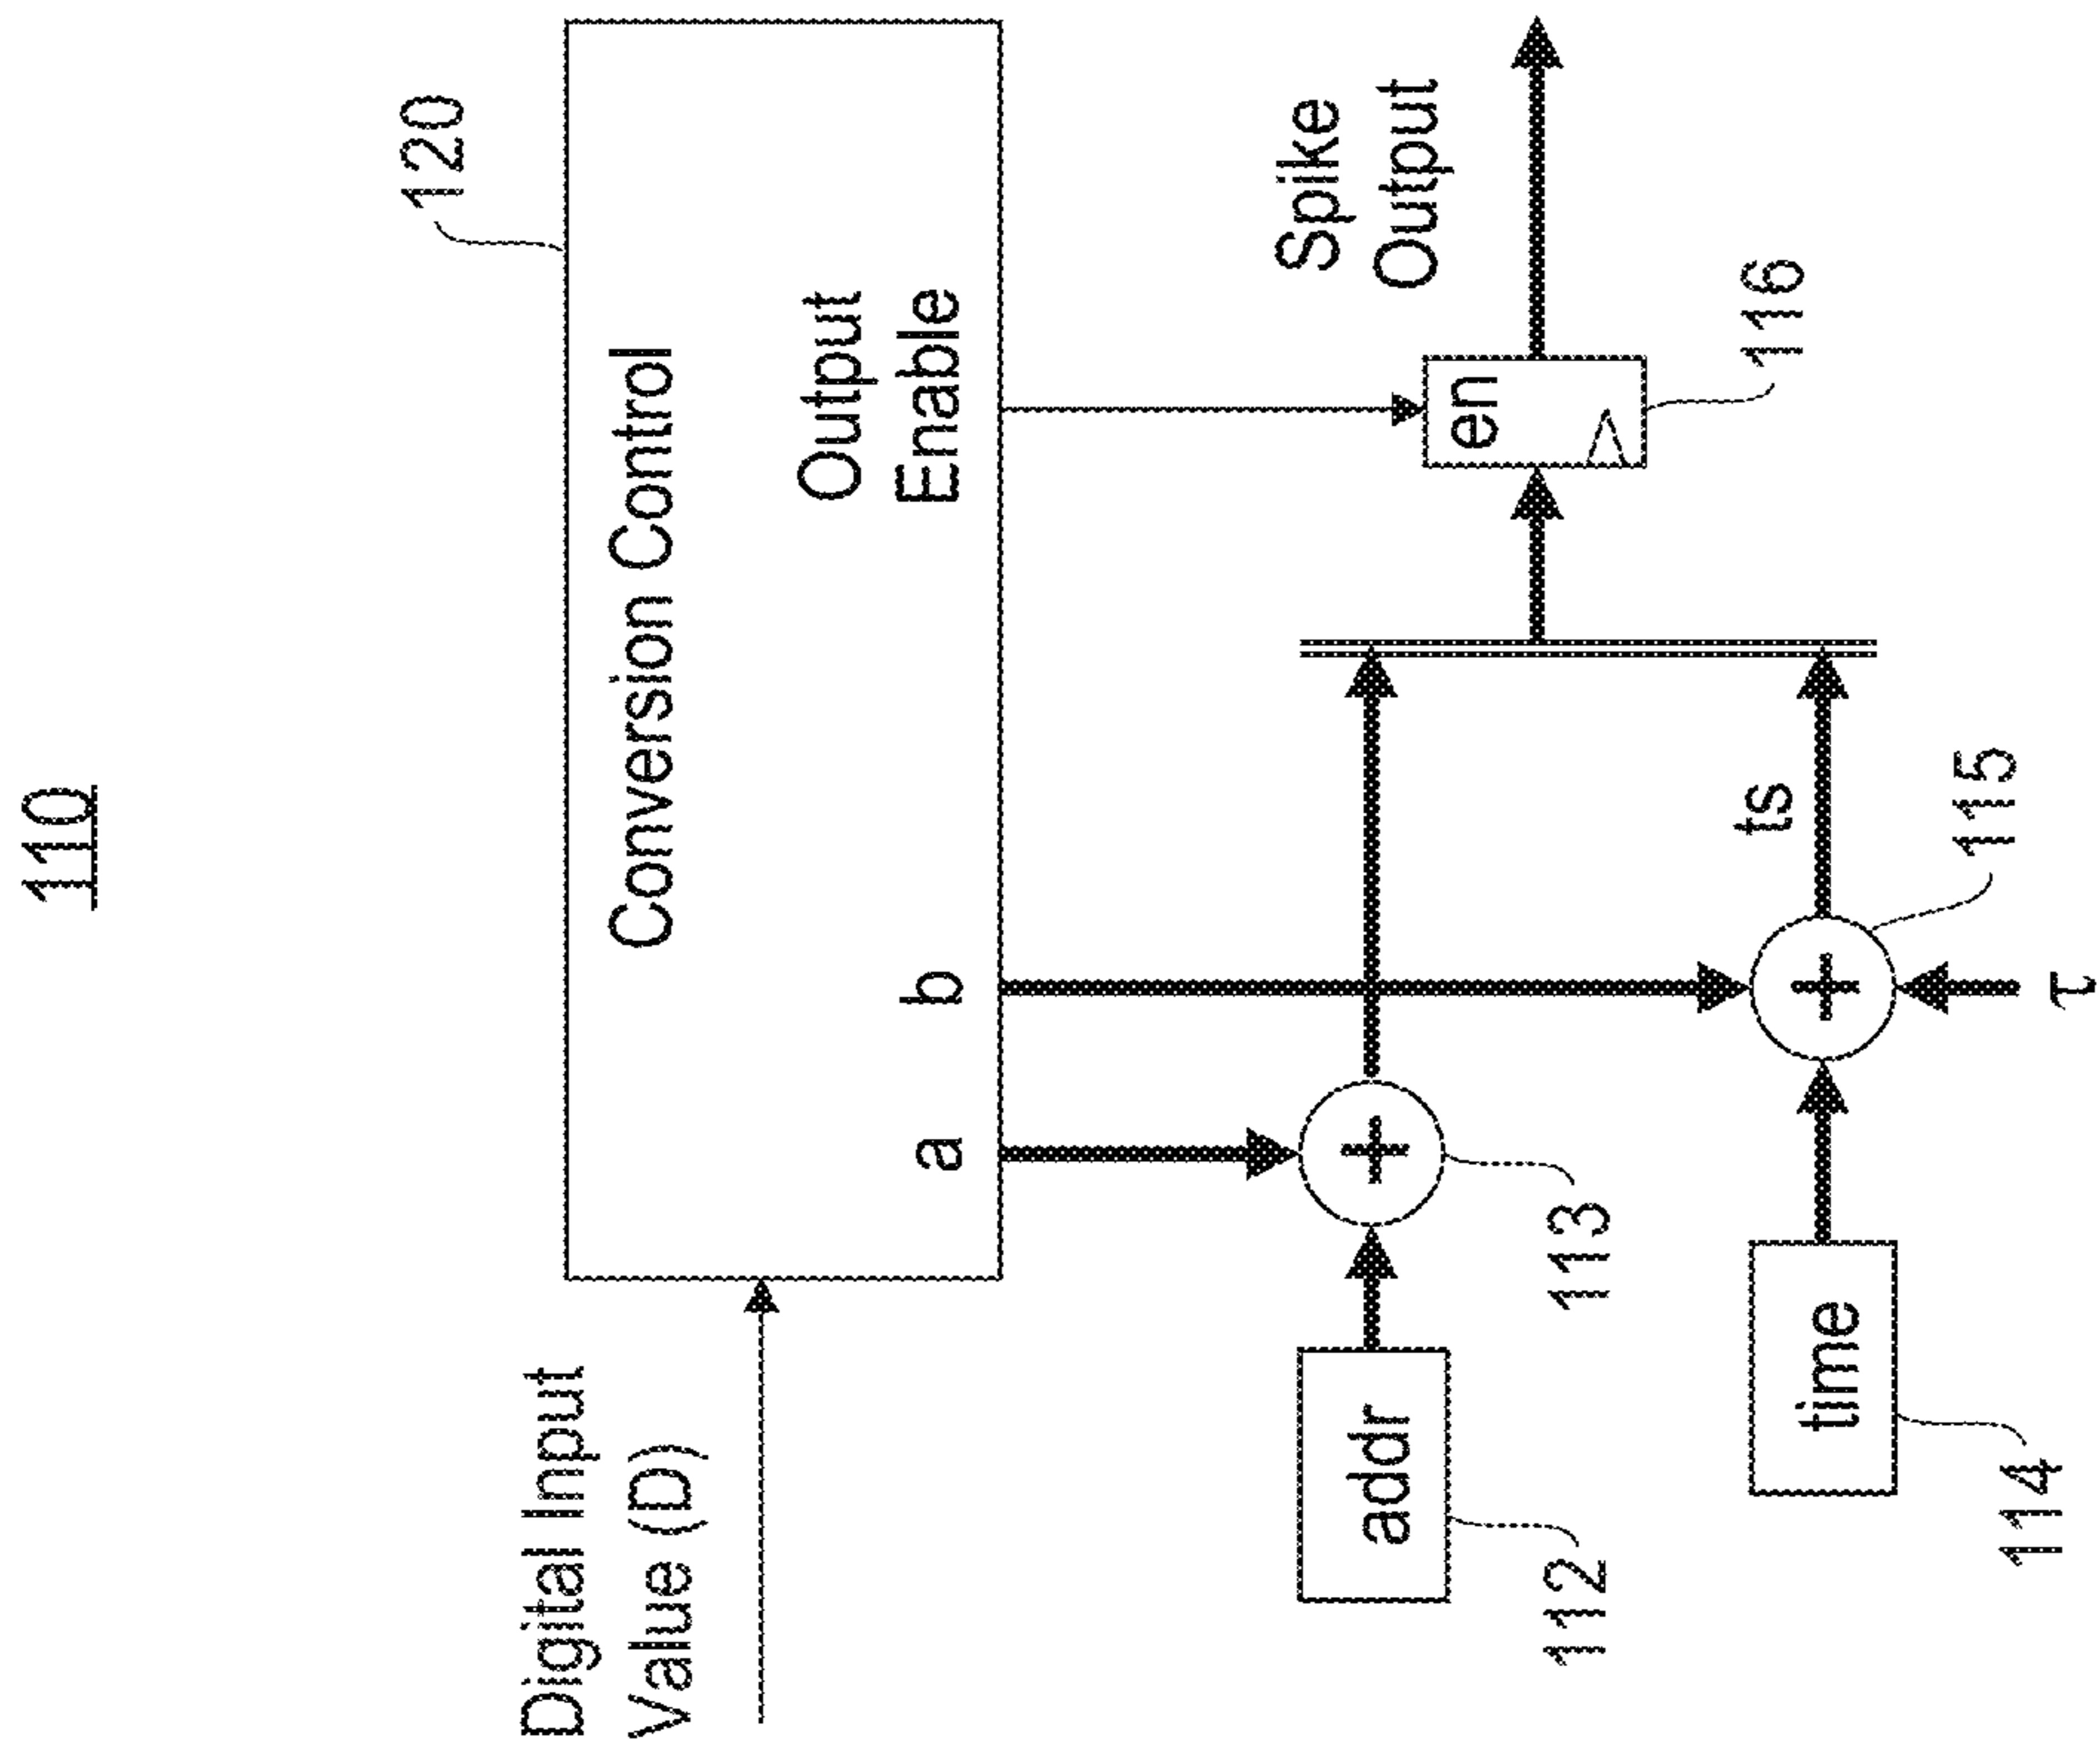 110
120
Conversion Control
Digital Input
Value (D)
a
b
Output
Enable
Spike
Output
en
116
addr
112
113
ts
time
114
115
τ